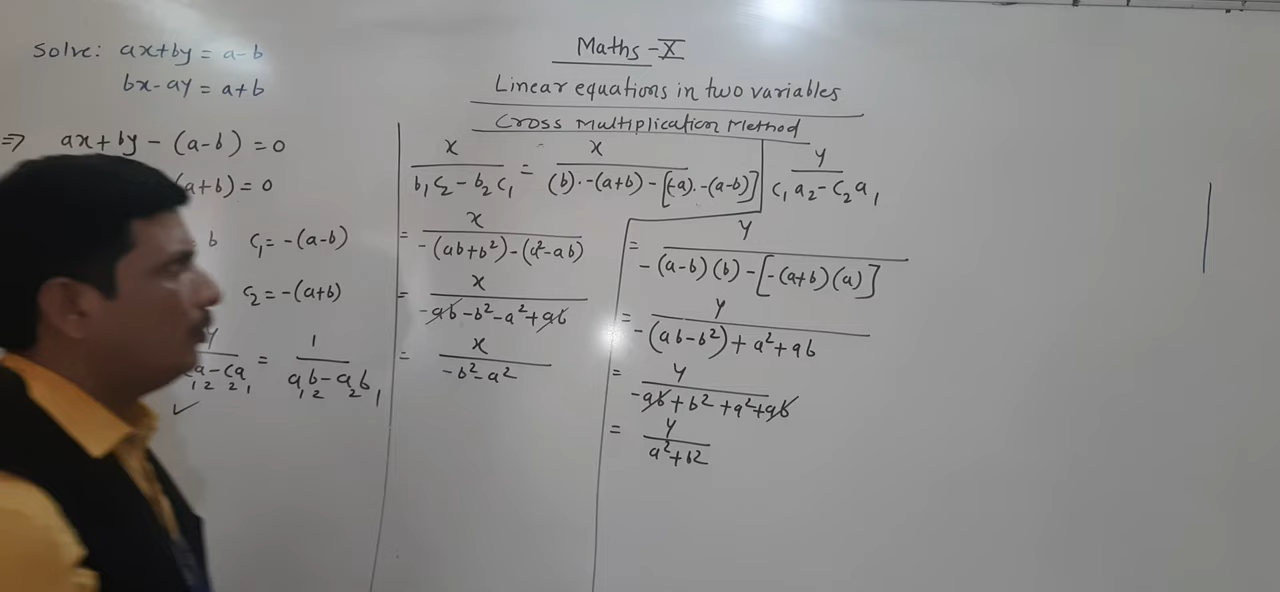 Maths - X
Linear equations in two variables
Cross Multiplication Method
Solve: ax+by = a-b
bx-ay = a+b
⇒ ax+by - (a-b) = 0
(a+b) = 0
b c₁ = -(a-b)
c₂ = -(a+b)
y/(c₁a₂ - c₂a₁) = 1/(a₁b₂ - a₂b₁)
✓
x/(b₁c₂ - b₂c₁) = x/((b)·-(a+b) - [(-a)·-(a-b)])
= x/(-(ab+b²) - (a²-ab))
= x/(-ab - b² - a² + ab)
= x/(-b² - a²)
y/(c₁a₂ - c₂a₁)
= y/(-(a-b)(b) - [-(a+b)(a)])
= y/(-(ab-b²) + a² + ab)
= y/(-ab + b² + a² + ab)
= y/(a²+b²)